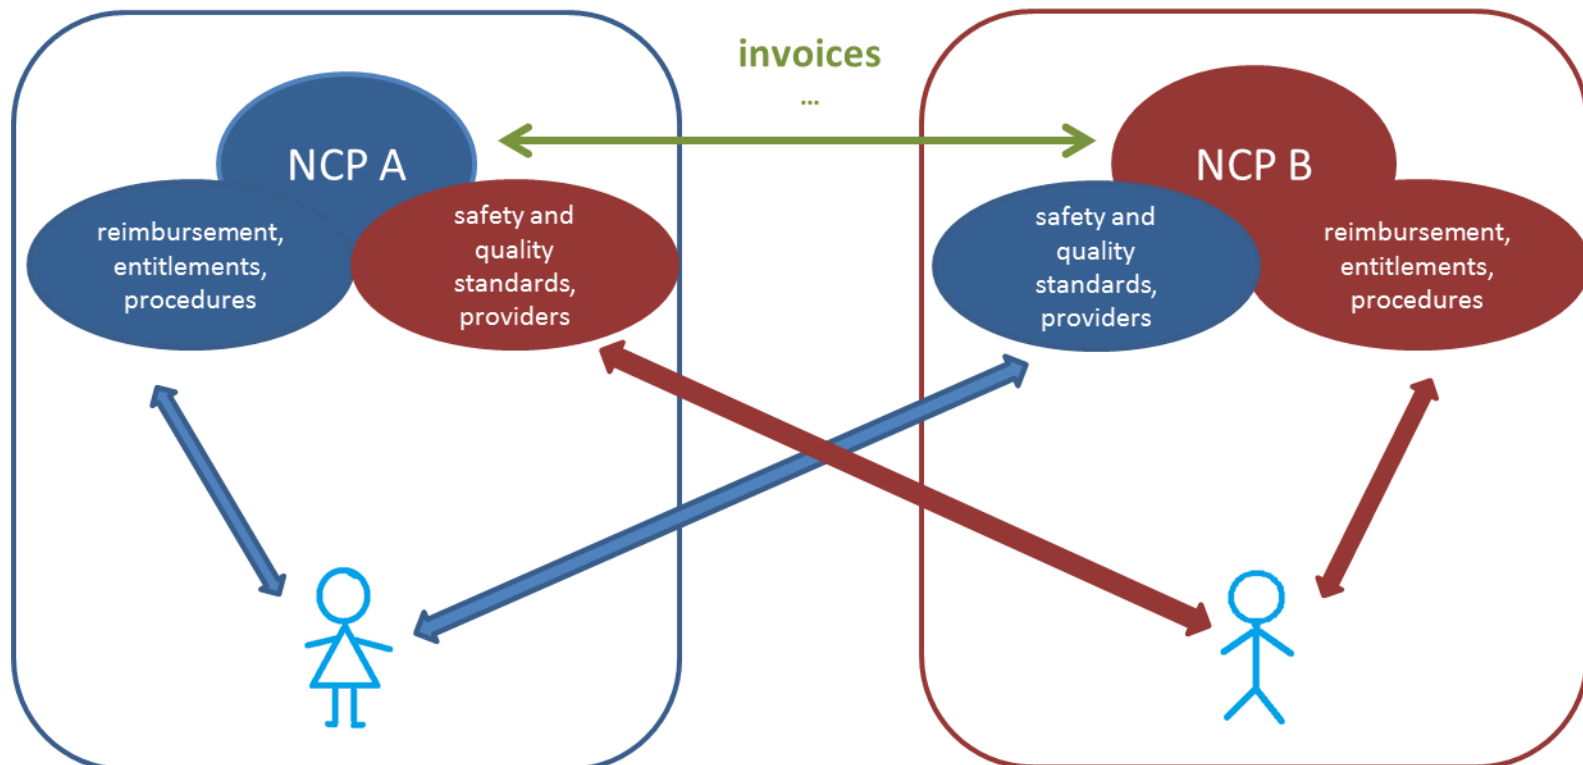 invoices
...
NCP A
NCP B
reimbursement,
entitlements,
procedures
safety and
quality
standards,
providers
safety and
quality
standards,
providers
reimbursement,
entitlements,
procedures